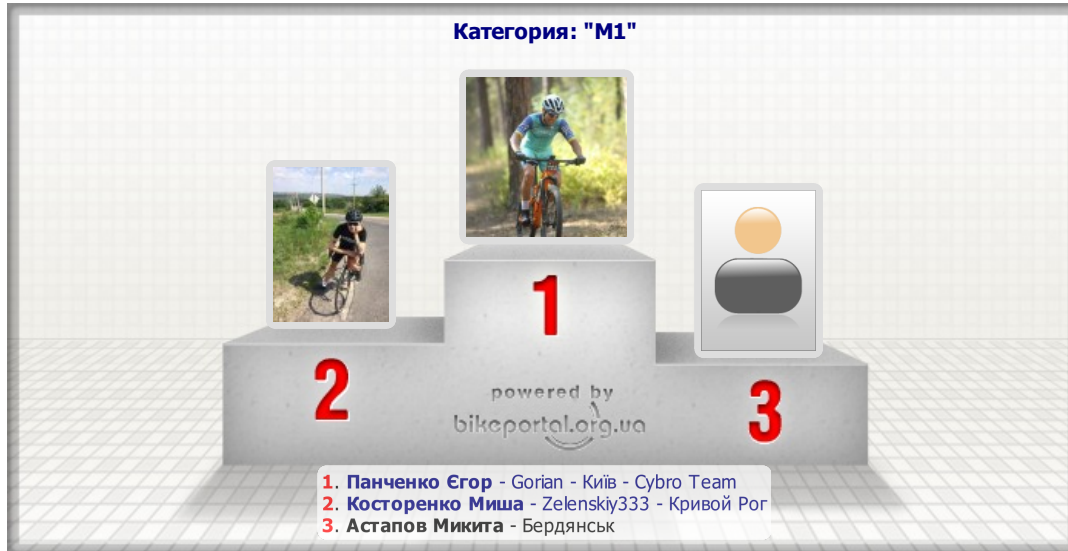 Категория: "М1"
1
2
3
powered by
bikeportal.org.ua
1. Панченко Єгор - Gorian - Київ - Cybro Team
2. Косторенко Миша - Zelenskiy333 - Кривой Рог
3. Астапов Микита - Бердянськ